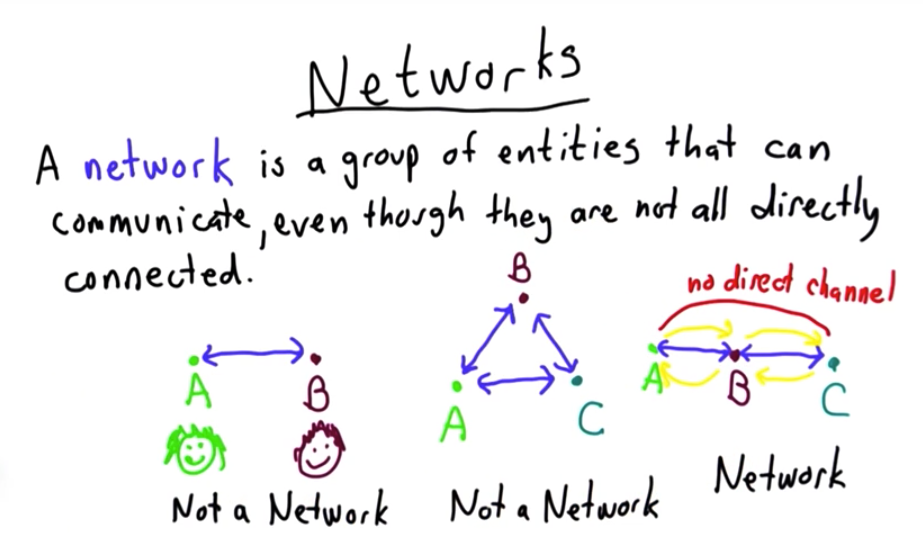 Networks
A network is a group of entities that can
communicate, even though they are not all directly
connected.
B
no direct channel
A B
A C
A B C
Not a Network
Not a Network
Network